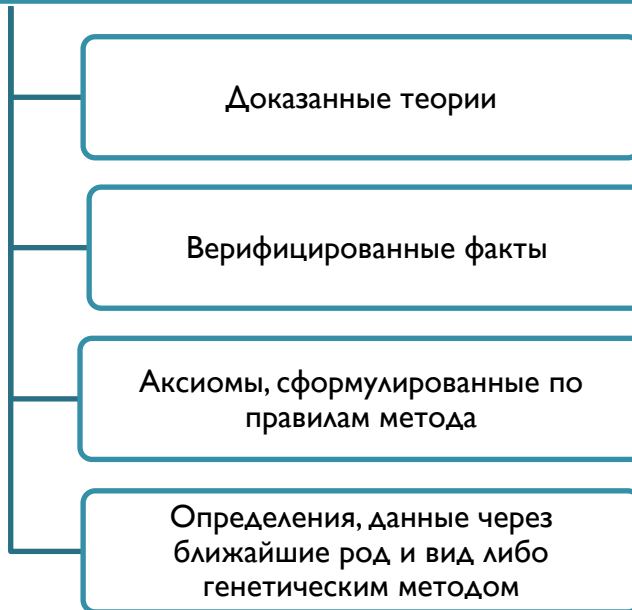 Доказанные теории
Верифицированные факты
Аксиомы, сформулированные по
правилам метода
Определения, данные через
ближайшие род и вид либо
генетическим методом